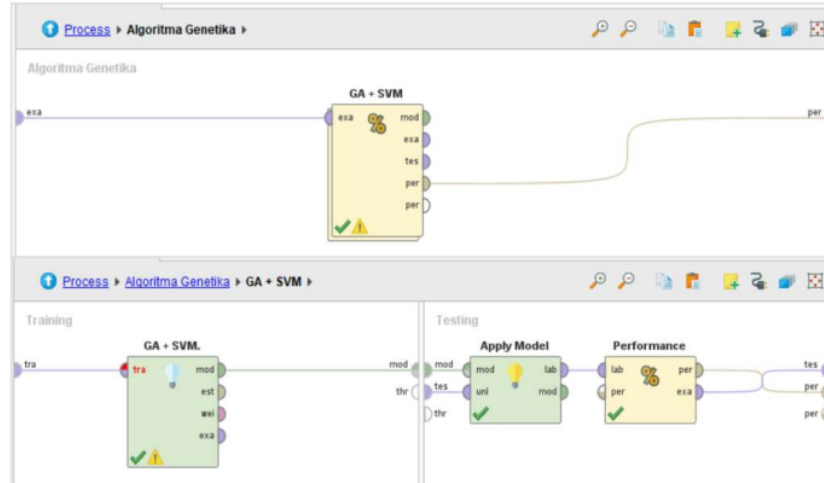 Process Algoritma Genetika
Algoritma Genetika
GA + SVM
exa
exa mod
exa
tes
per
per
per
Process Algoritma Genetika GA + SVM
Training
GA + SVM.
tra
tra mod
est
wei
exa
mod
thr
Testing
Apply Model
Performance
mod
tes
thr
mod lab
unl mod
lab per
per exa
tes
per
per